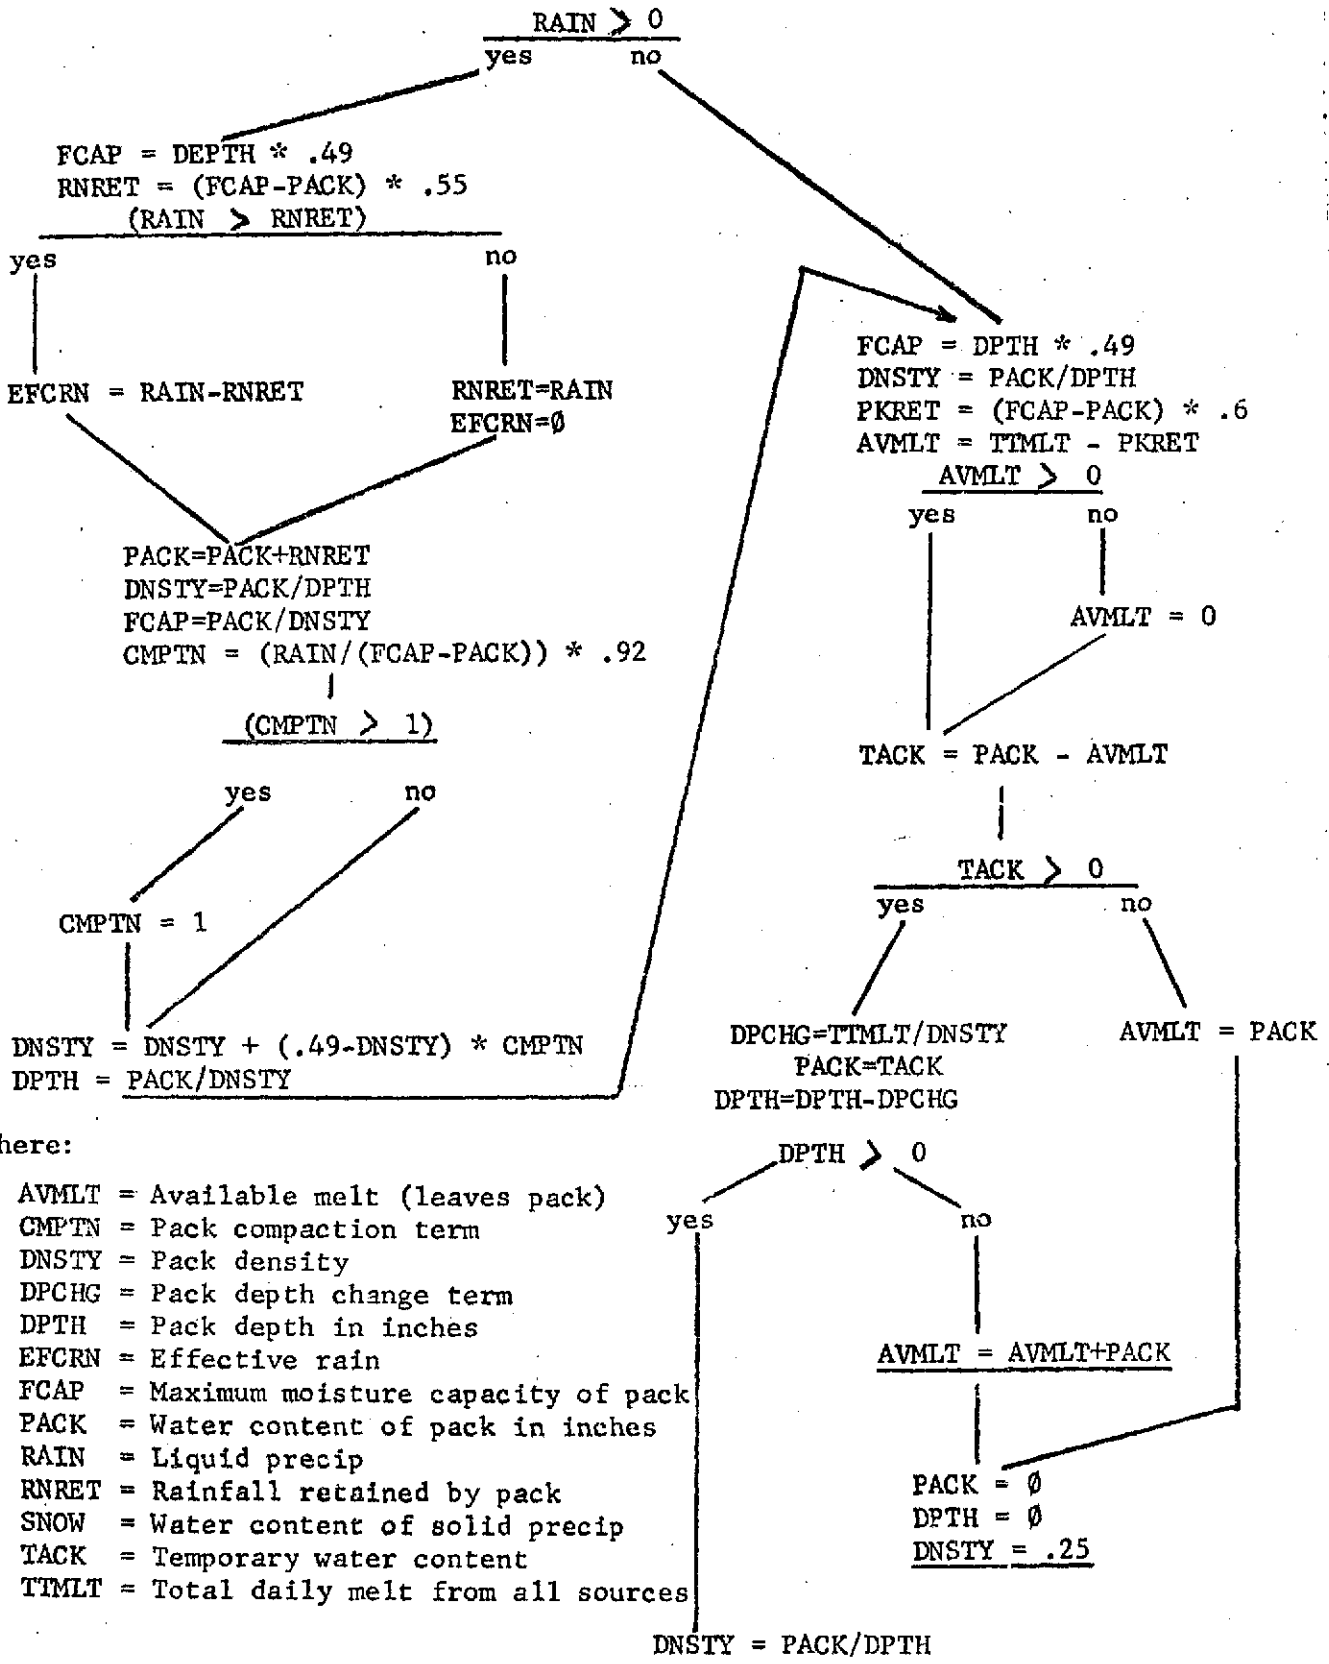 RAIN > 0
yes no
FCAP = DEPTH * .49
RNRET = (FCAP-PACK) * .55
(RAIN > RNRET)
yes no
EFCRN = RAIN-RNRET
RNRET=RAIN
EFCRN=Ø
PACK=PACK+RNRET
DNSTY=PACK/DPTH
FCAP=PACK/DNSTY
CMPTN = (RAIN/(FCAP-PACK)) * .92
(CMPTN > 1)
yes no
CMPTN = 1
DNSTY = DNSTY + (.49-DNSTY) * CMPTN
DPTH = PACK/DNSTY
FCAP = DPTH * .49
DNSTY = PACK/DPTH
PKRET = (FCAP-PACK) * .6
AVMLT = TTMLT - PKRET
AVMLT > 0
yes no
AVMLT = 0
TACK = PACK - AVMLT
TACK > 0
yes no
DPCHG=TTMLT/DNSTY
PACK=TACK
DPTH=DPTH-DPCHG
AVMLT = PACK
DPTH > 0
yes no
AVMLT = AVMLT+PACK
PACK = Ø
DPTH = Ø
DNSTY = .25
DNSTY = PACK/DPTH
here:
AVMLT = Available melt (leaves pack)
CMPTN = Pack compaction term
DNSTY = Pack density
DPCHG = Pack depth change term
DPTH = Pack depth in inches
EFCRN = Effective rain
FCAP = Maximum moisture capacity of pack
PACK = Water content of pack in inches
RAIN = Liquid precip
RNRET = Rainfall retained by pack
SNOW = Water content of solid precip
TACK = Temporary water content
TTMLT = Total daily melt from all sources